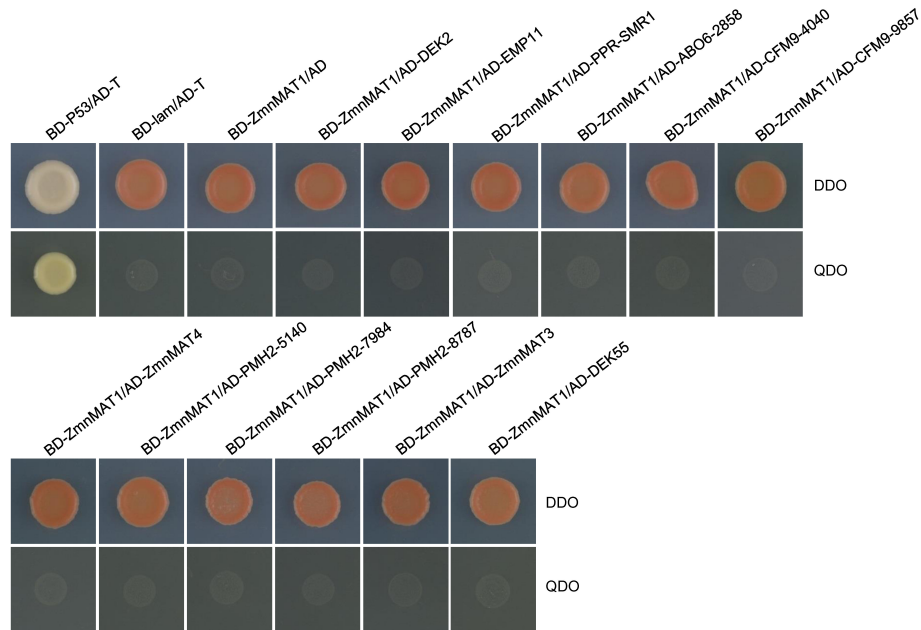 BD-P53/AD-T
BD-lam/AD-T
BD-ZmnMAT1/AD
BD-ZmnMAT1/AD-DEK2
BD-ZmnMAT1/AD-EMP11
BD-ZmnMAT1/AD-PPR-SMR1
BD-ZmnMAT1/AD-ABO6-2858
BD-ZmnMAT1/AD-CFM9-4040
BD-ZmnMAT1/AD-CFM9-9857
DDO
QDO
BD-ZmnMAT1/AD-ZmnMAT4
BD-ZmnMAT1/AD-PMH2-5140
BD-ZmnMAT1/AD-PMH2-7984
BD-ZmnMAT1/AD-PMH2-8787
BD-ZmnMAT1/AD-ZmnMAT3
BD-ZmnMAT1/AD-DEK55
DDO
QDO